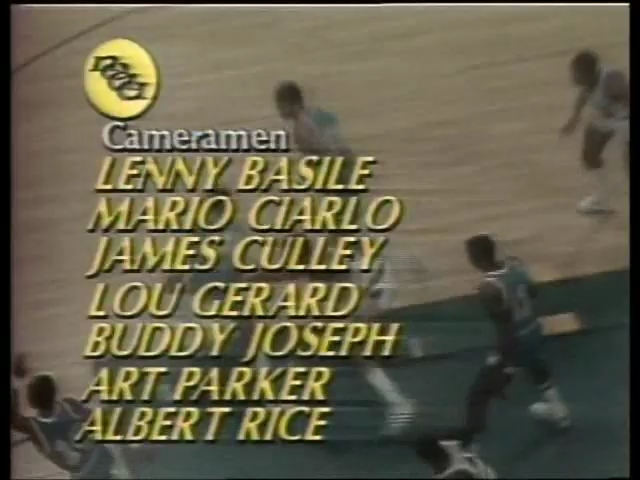 Cameramen
LENNY BASILE
MARIO CIARLO
JAMES CULLEY
LOU GERARD
BUDDY JOSEPH
ART PARKER
ALBERT RICE